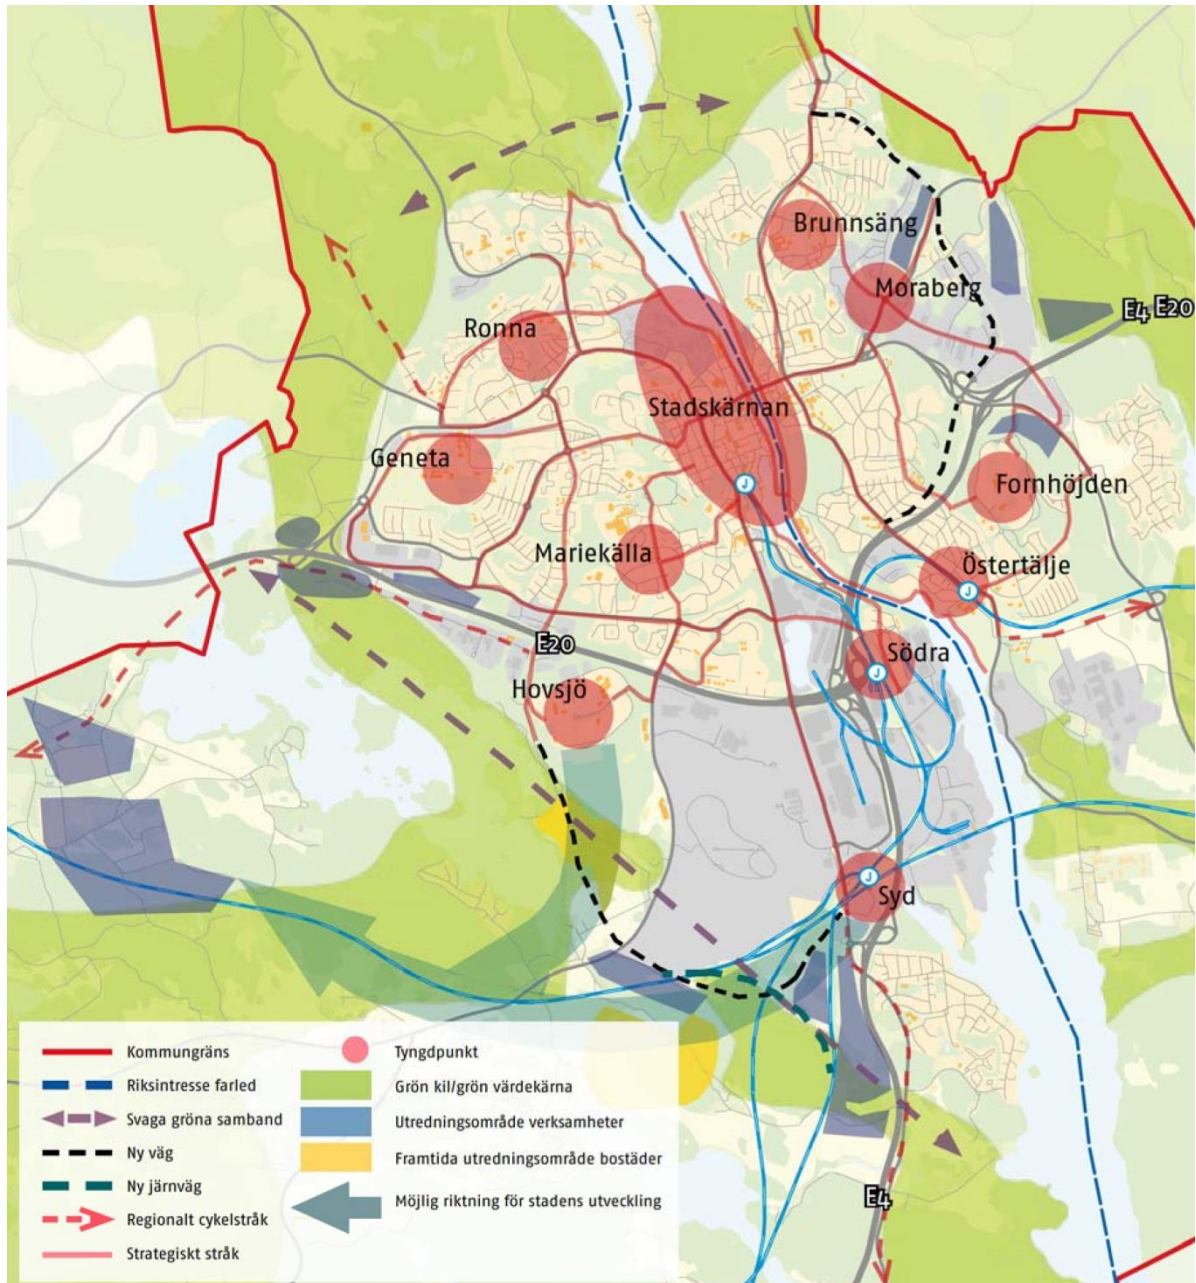 Brunnsäng
Moraberg
E4 E20
Ronna
Stadskärnan
Geneta
Fornhöjden
J
Mariekälla
Östertälje
J
E20
Södra
J
Hovsjö
J
Syd
E4
Kommungräns
Riksintresse farled
Svaga gröna samband
Ny väg
Ny järnväg
Regionalt cykelstråk
Strategiskt stråk
Tyngdpunkt
Grön kil/grön värdekärna
Utredningsområde verksamheter
Framtida utredningsområde bostäder
Möjlig riktning för stadens utveckling